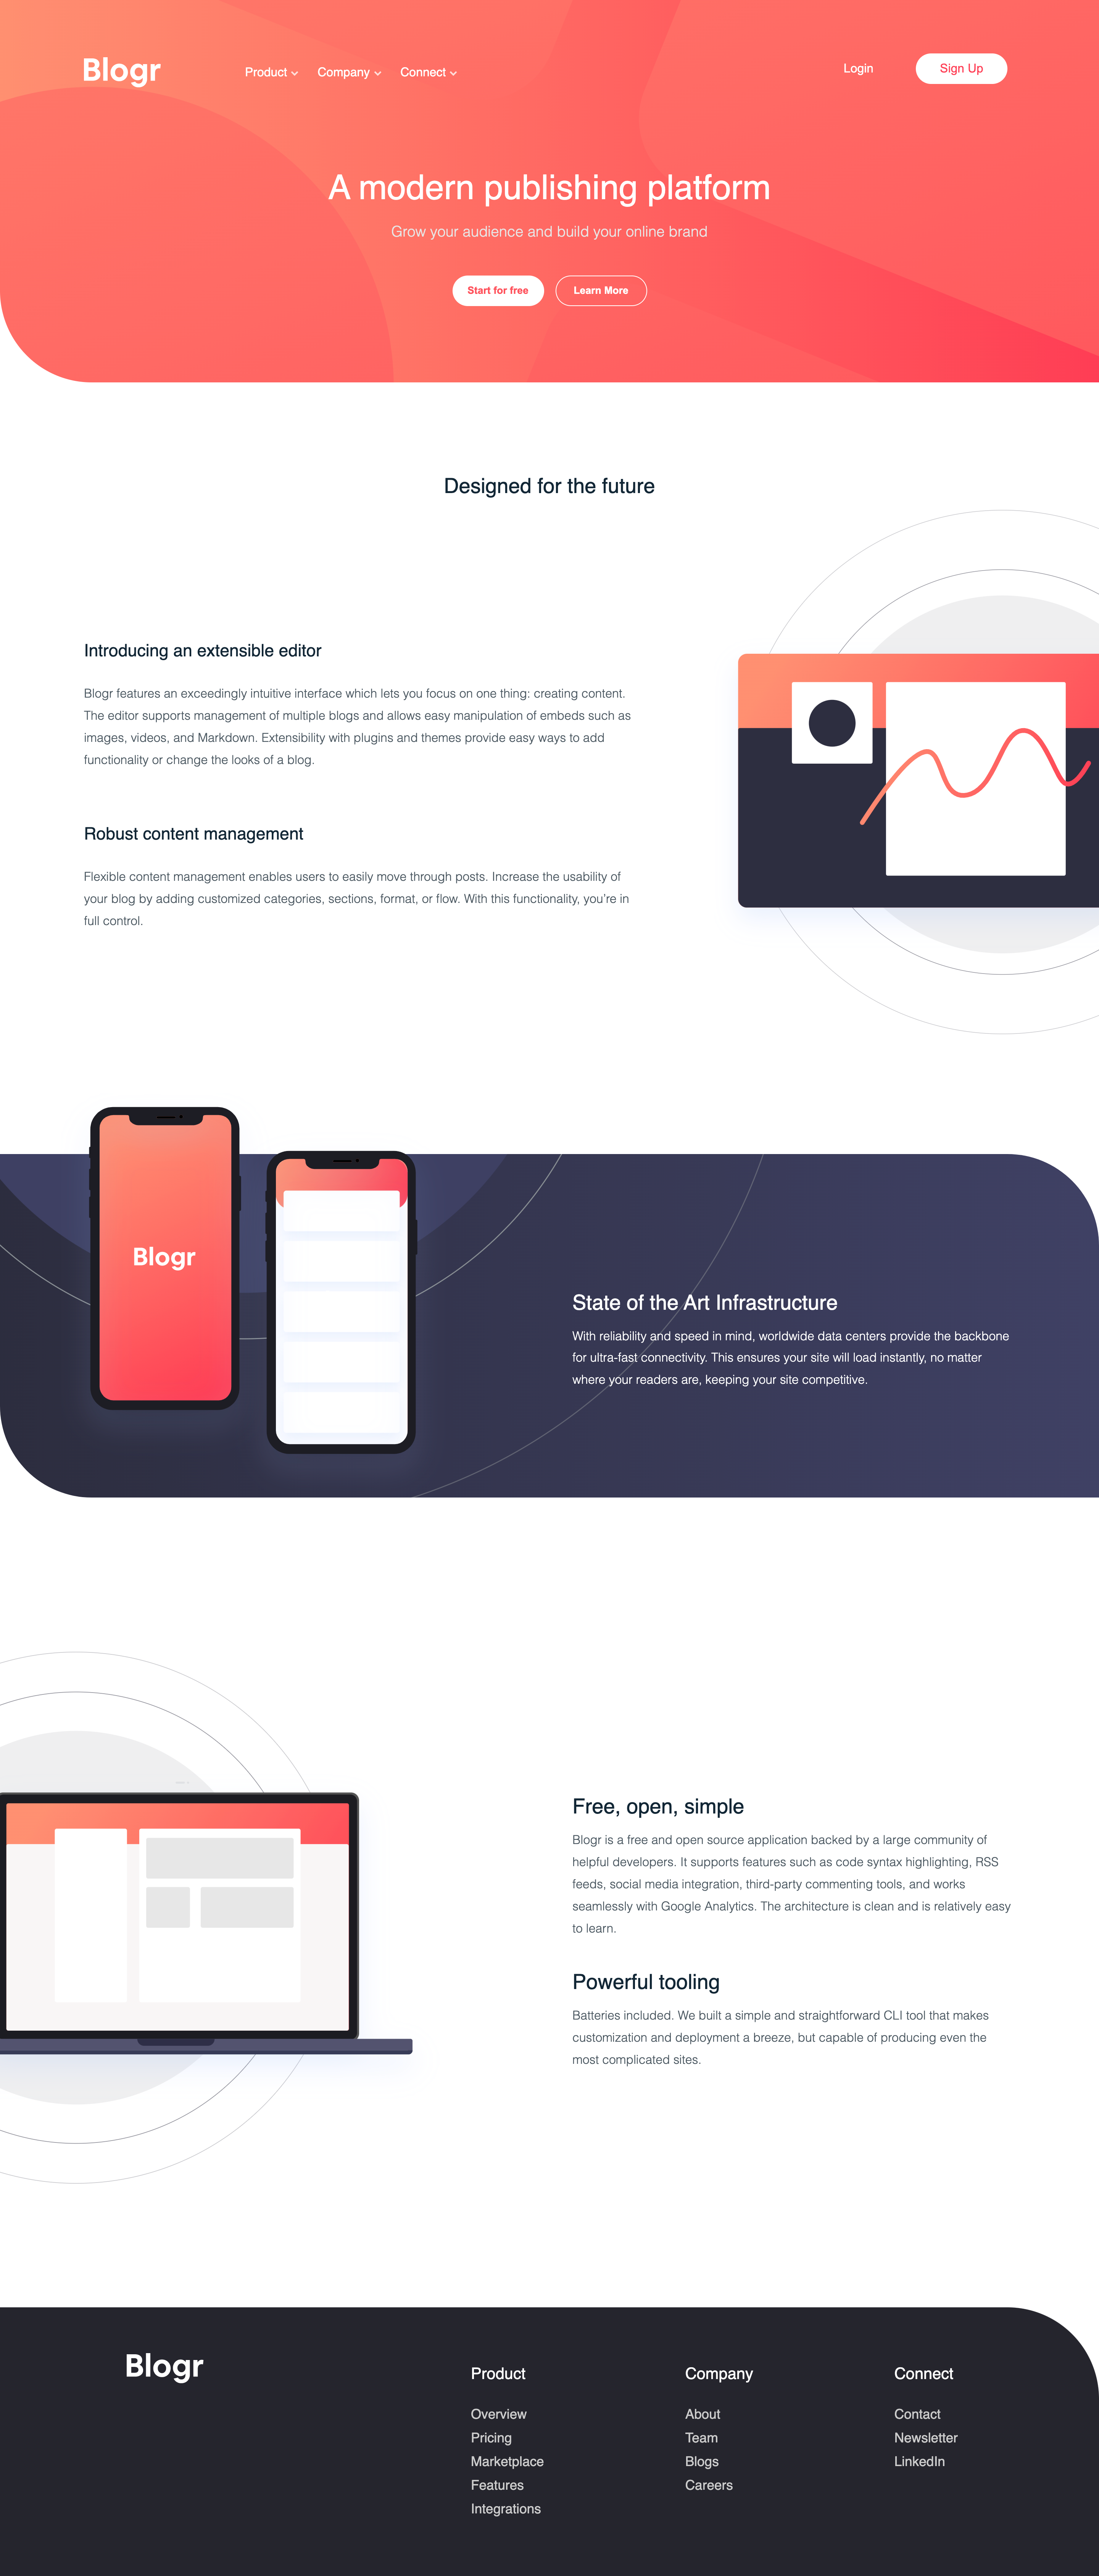 Blogr
Product
Company
Connect
Login
Sign Up
A modern publishing platform
Grow your audience and build your online brand
Start for free
Learn More
Designed for the future
Introducing an extensible editor
Blogr features an exceedingly intuitive interface which lets you focus on one thing: creating content.
The editor supports management of multiple blogs and allows easy manipulation of embeds such as
images, videos, and Markdown. Extensibility with plugins and themes provide easy ways to add
functionality or change the looks of a blog.
Robust content management
Flexible content management enables users to easily move through posts. Increase the usability of
your blog by adding customized categories, sections, format, or flow. With this functionality, you're in
full control.
Blogr
State of the Art Infrastructure
With reliability and speed in mind, worldwide data centers provide the backbone
for ultra-fast connectivity. This ensures your site will load instantly, no matter
where your readers are, keeping your site competitive.
Free, open, simple
Blogr is a free and open source application backed by a large community of
helpful developers. It supports features such as code syntax highlighting, RSS
feeds, social media integration, third-party commenting tools, and works
seamlessly with Google Analytics. The architecture is clean and is relatively easy
to learn.
Powerful tooling
Batteries included. We built a simple and straightforward CLI tool that makes
customization and deployment a breeze, but capable of producing even the
most complicated sites.
Blogr
Product
Overview
Pricing
Marketplace
Features
Integrations
Company
About
Team
Blogs
Careers
Connect
Contact
Newsletter
LinkedIn